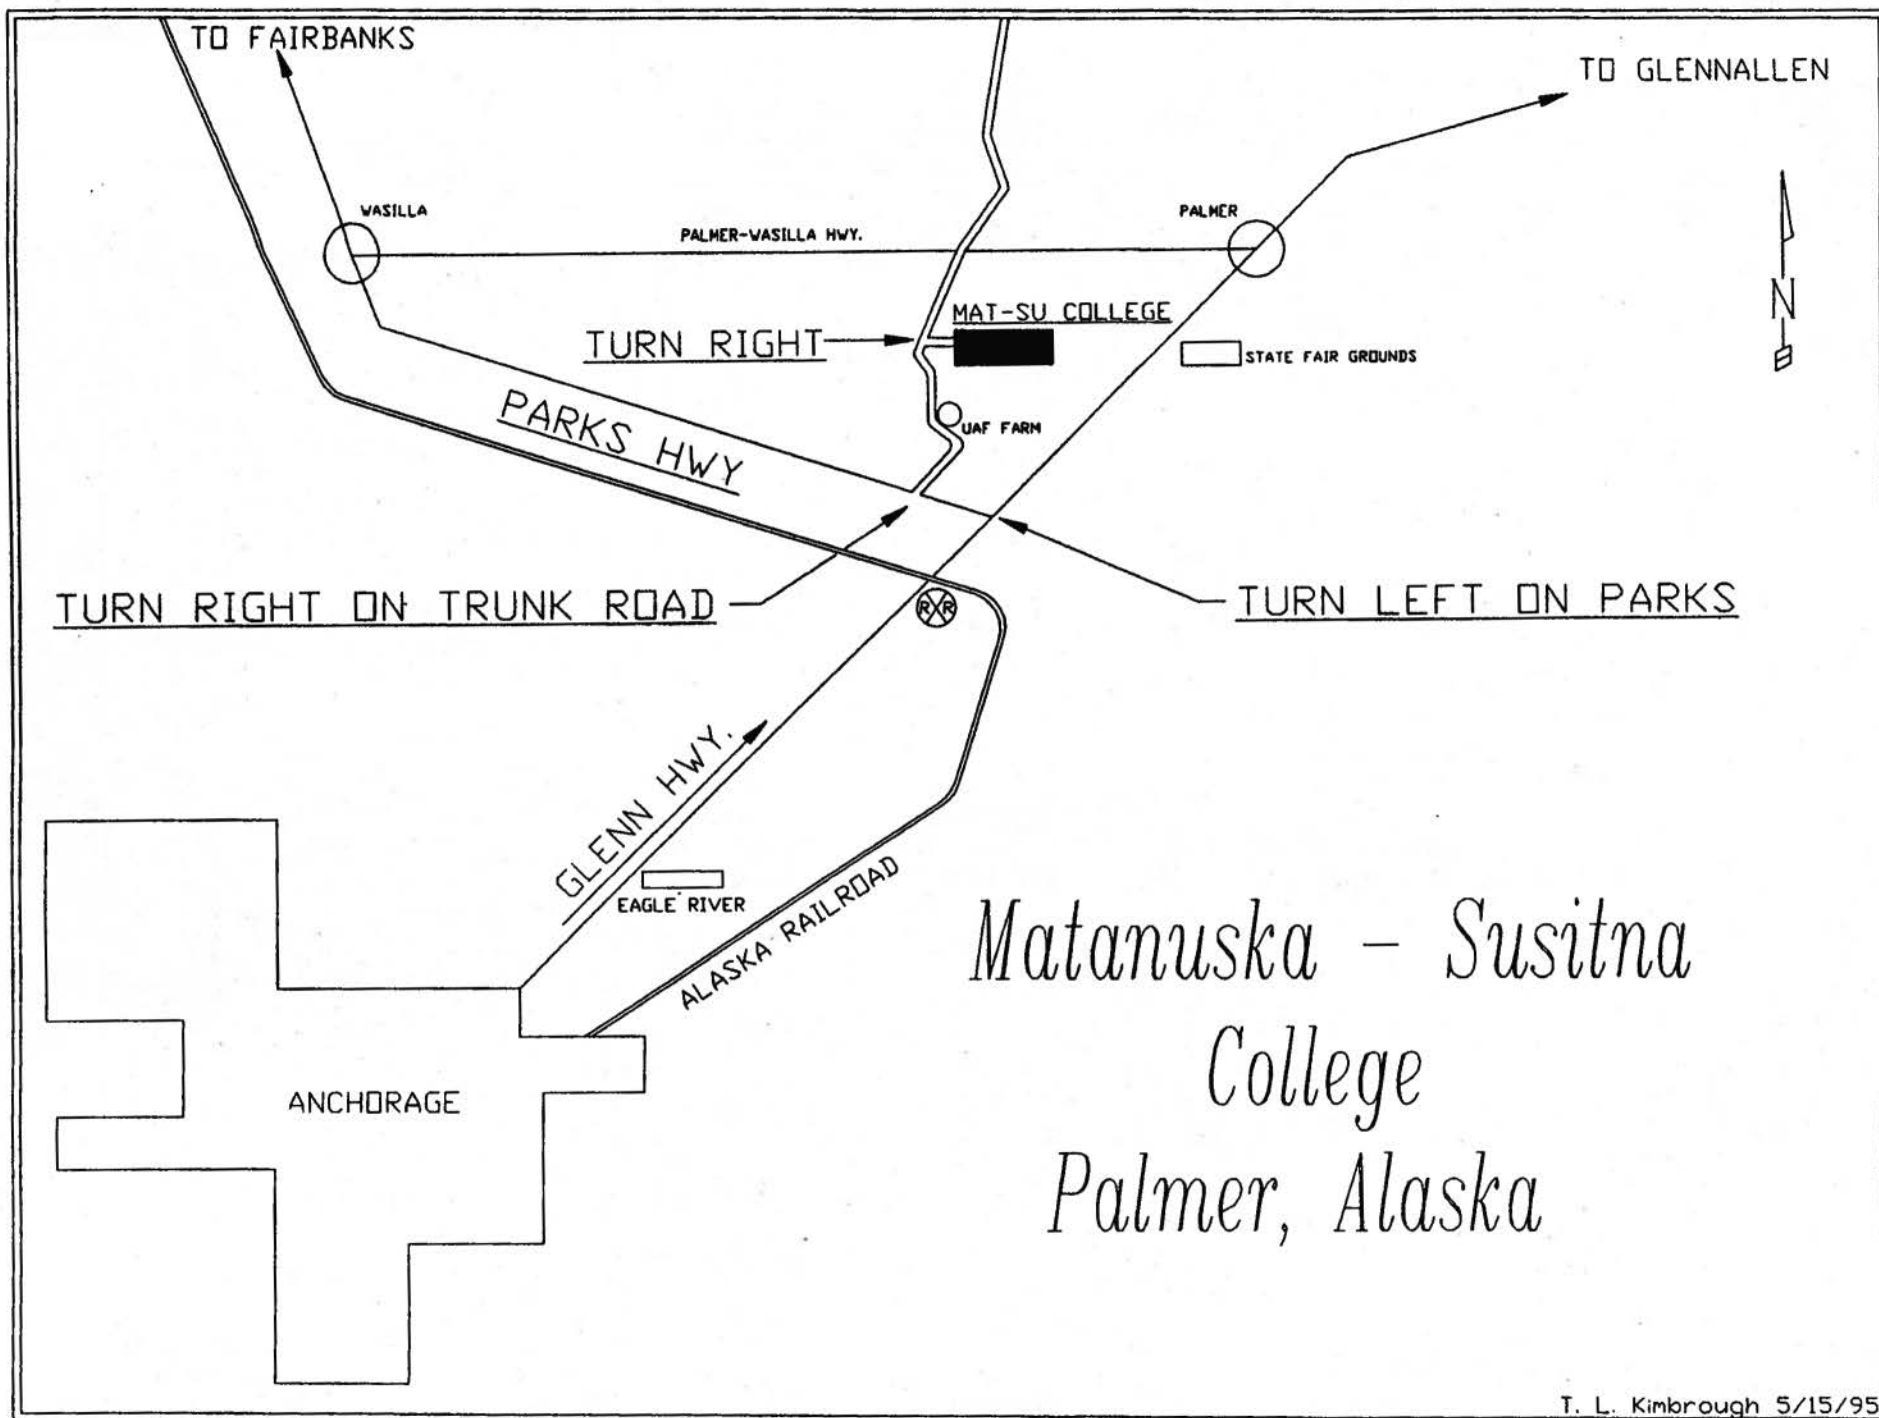 TO FAIRBANKS
TO GLENNALLEN
WASILLA
PALMER
PALMER-WASILLA HWY.
N
MAT-SU COLLEGE
TURN RIGHT
STATE FAIR GROUNDS
PARKS HWY
UAF FARM
TURN RIGHT ON TRUNK ROAD
R R
TURN LEFT ON PARKS
GLENN HWY.
EAGLE RIVER
ALASKA RAILROAD
ANCHORAGE
Matanuska - Susitna
College
Palmer, Alaska
T. L. Kimbrough 5/15/95